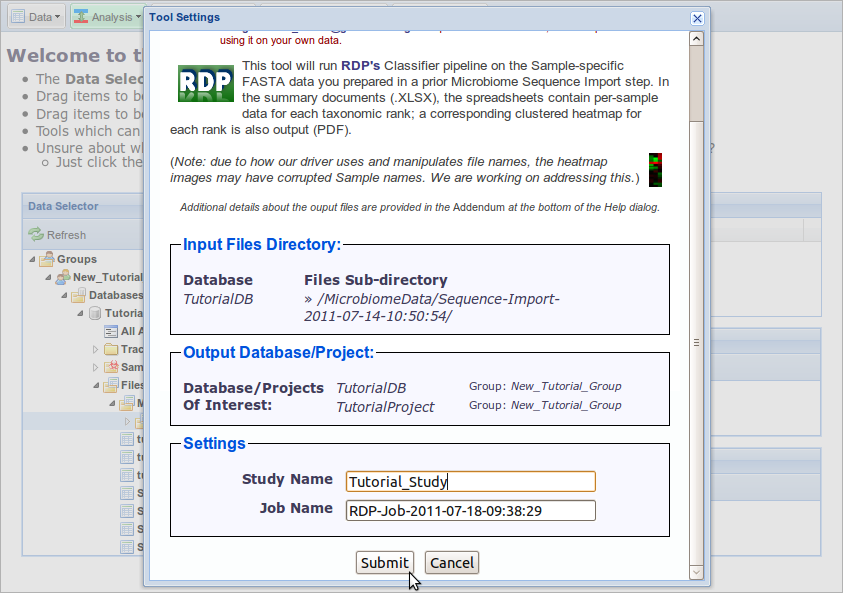 Data
Analysis
Tool Settings
using it on your own data.
Welcome to th
The Data Selec
Drag items to be
Drag items to be
Tools which can
Unsure about wh
?
Just click the
RDP
This tool will run RDP's Classifier pipeline on the Sample-specific
FASTA data you prepared in a prior Microbiome Sequence Import step. In
the summary documents (.XLSX), the spreadsheets contain per-sample
data for each taxonomic rank; a corresponding clustered heatmap for
each rank is also output (PDF).
(Note: due to how our driver uses and manipulates file names, the heatmap
images may have corrupted Sample names. We are working on addressing this.)
Additional details about the ouput files are provided in the Addendum at the bottom of the Help dialog.
Data Selector
Refresh
Groups
New_Tutorial
Databases
Tutoria
All A
Trac
Sam
Files
M
tu
tu
tu
S
S
S
S
Input Files Directory:
Database
Files Sub-directory
TutorialDB
» /MicrobiomeData/Sequence-Import-
2011-07-14-10:50:54/
Output Database/Project:
Database/Projects
Of Interest:
TutorialDB
Group: New_Tutorial_Group
TutorialProject
Group: New_Tutorial_Group
Settings
Study Name
Tutorial_Study
Job Name
RDP-Job-2011-07-18-09:38:29
Submit
Cancel